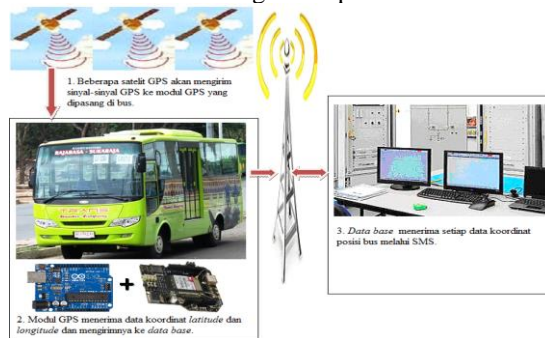 1. Beberapa satelit GPS akan mengirim
sinyal-sinyal GPS ke modul GPS yang
dipasang di bus.
RAJABASA - SUKARAJA
3. Data base menerima setiap data koordinat
posisi bus melalui SMS.
2. Modul GPS menerima data koordinat latitude dan
longitude dan mengirimnya ke data base.